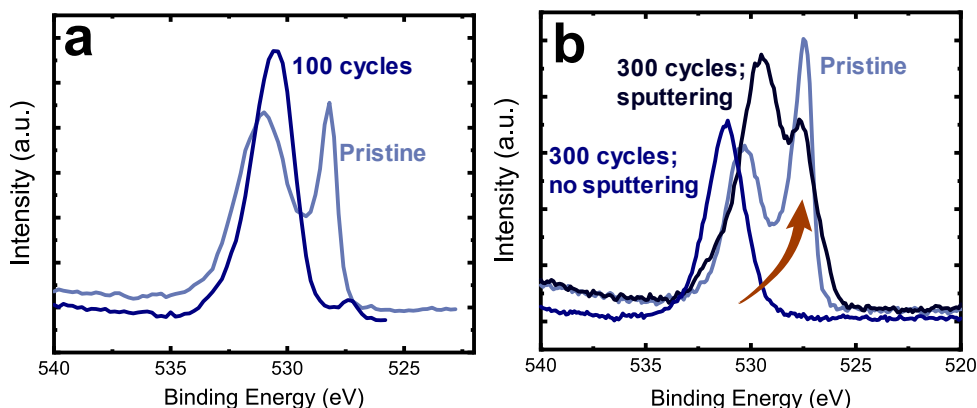 a
100 cycles
Pristine
Intensity (a.u.)
540
535
530
525
Binding Energy (eV)
b
300 cycles;
sputtering
Pristine
300 cycles;
no sputtering
Intensity (a.u.)
540
535
530
525
520
Binding Energy (eV)